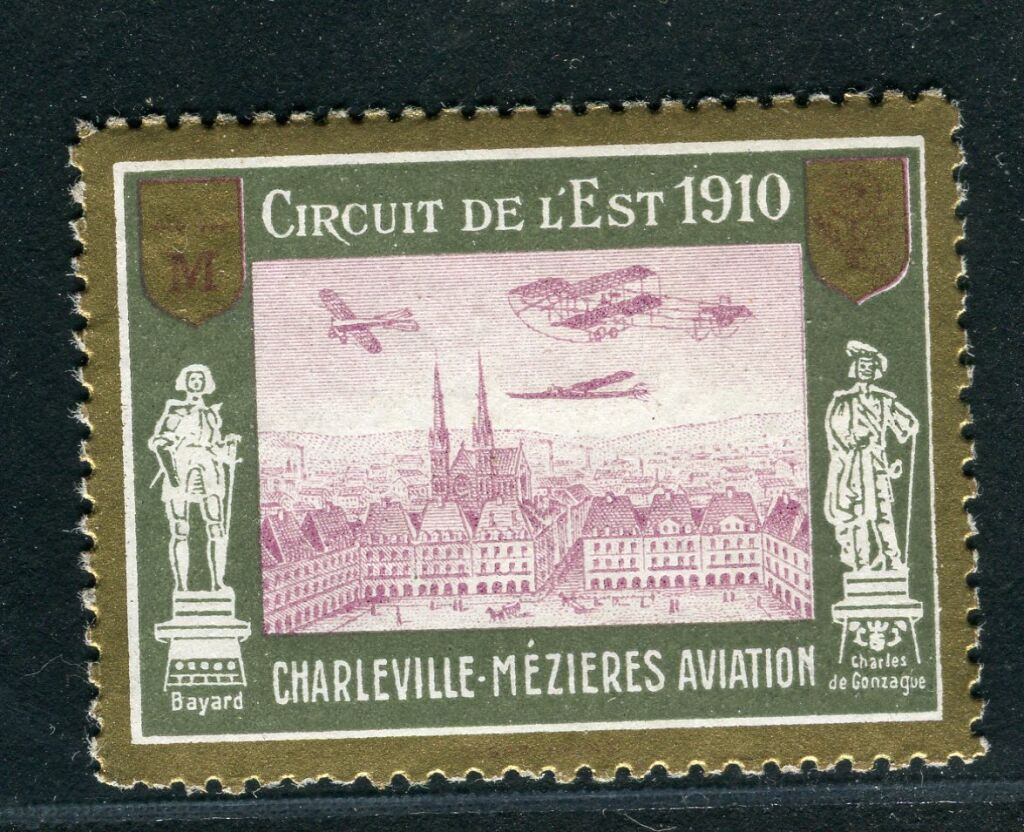 CIRCUIT DE L'EST 1910
M
Bayard
CHARLEVILLE-MÉZIERES AVIATION
Charles
de Gonzague